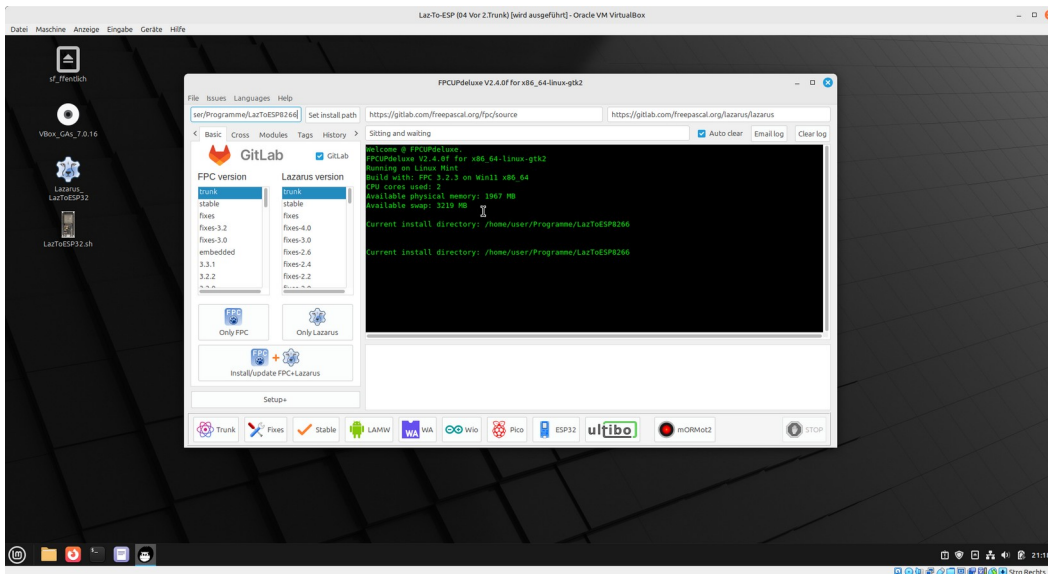 Laz-To-ESP (04 Vor 2.Trunk) [wird ausgeführt] - Oracle VM VirtualBox
Datei Maschine Anzeige Eingabe Geräte Hilfe
sf_ffentlich
VBox_GAs_7.0.16
Lazarus_
LazToESP32
LazToESP32.sh
FPCUPdeluxe V2.4.0f for x86_64-linux-gtk2
File Issues Languages Help
ser/Programme/LazToESP8266 Set install path https://gitlab.com/freepascal.org/fpc/source https://gitlab.com/freepascal.org/lazarus/lazarus
Basic Cross Modules Tags History Sitting and waiting Auto clear Email log Clear log
GitLab GitLab
FPC version Lazarus version
trunk trunk
stable stable
fixes fixes
fixes-3.2 fixes-4.0
fixes-3.0 fixes-3.0
embedded fixes-2.6
3.3.1 fixes-2.4
3.2.2 fixes-2.2
Welcome @ FPCUPdeluxe.
FPCUPdeluxe V2.4.0f for x86_64-linux-gtk2
Running on Linux Mint
Build with: FPC 3.2.3 on Win11 x86_64
CPU cores used: 2
Available physical memory: 1967 MB
Available swap: 3219 MB
Current install directory: /home/user/Programme/LazToESP8266
Current install directory: /home/user/Programme/LazToESP8266
FPC
Only FPC Only Lazarus
FPC +
Install/update FPC+Lazarus
Setup+
Trunk Fixes Stable LAMW WA WA Wio Pico ESP32 ultibo mORMot2 STOP
21:18
Strg Rechts